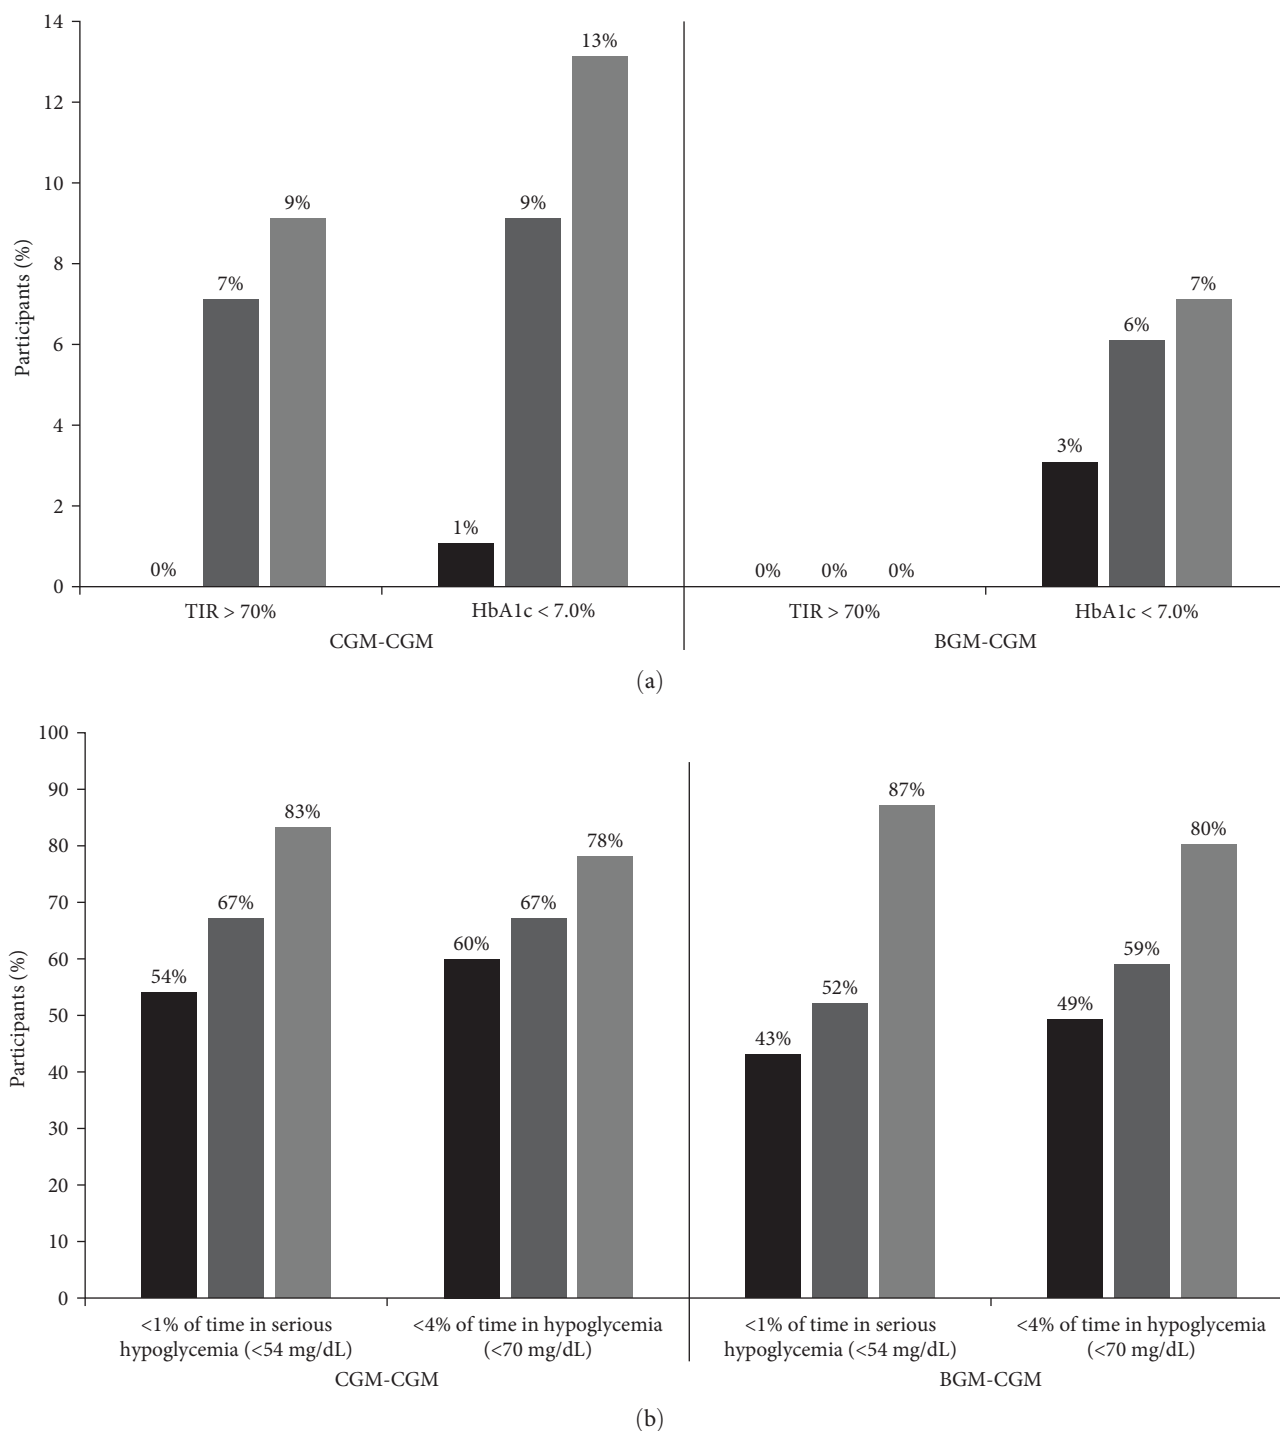 14
12
10
8
6
4
2
0
Participants (%)
0%
7%
9%
1%
9%
13%
0%
0%
0%
3%
6%
7%
TIR > 70%
HbA1c < 7.0%
TIR > 70%
HbA1c < 7.0%
CGM-CGM
BGM-CGM
(a)
100
90
80
70
60
50
40
30
20
10
0
Participants (%)
54%
67%
83%
60%
67%
78%
43%
52%
87%
49%
59%
80%
<1% of time in serious
hypoglycemia (<54 mg/dL)
<4% of time in hypoglycemia
(<70 mg/dL)
<1% of time in serious
hypoglycemia (<54 mg/dL)
<4% of time in hypoglycemia
(<70 mg/dL)
CGM-CGM
BGM-CGM
(b)